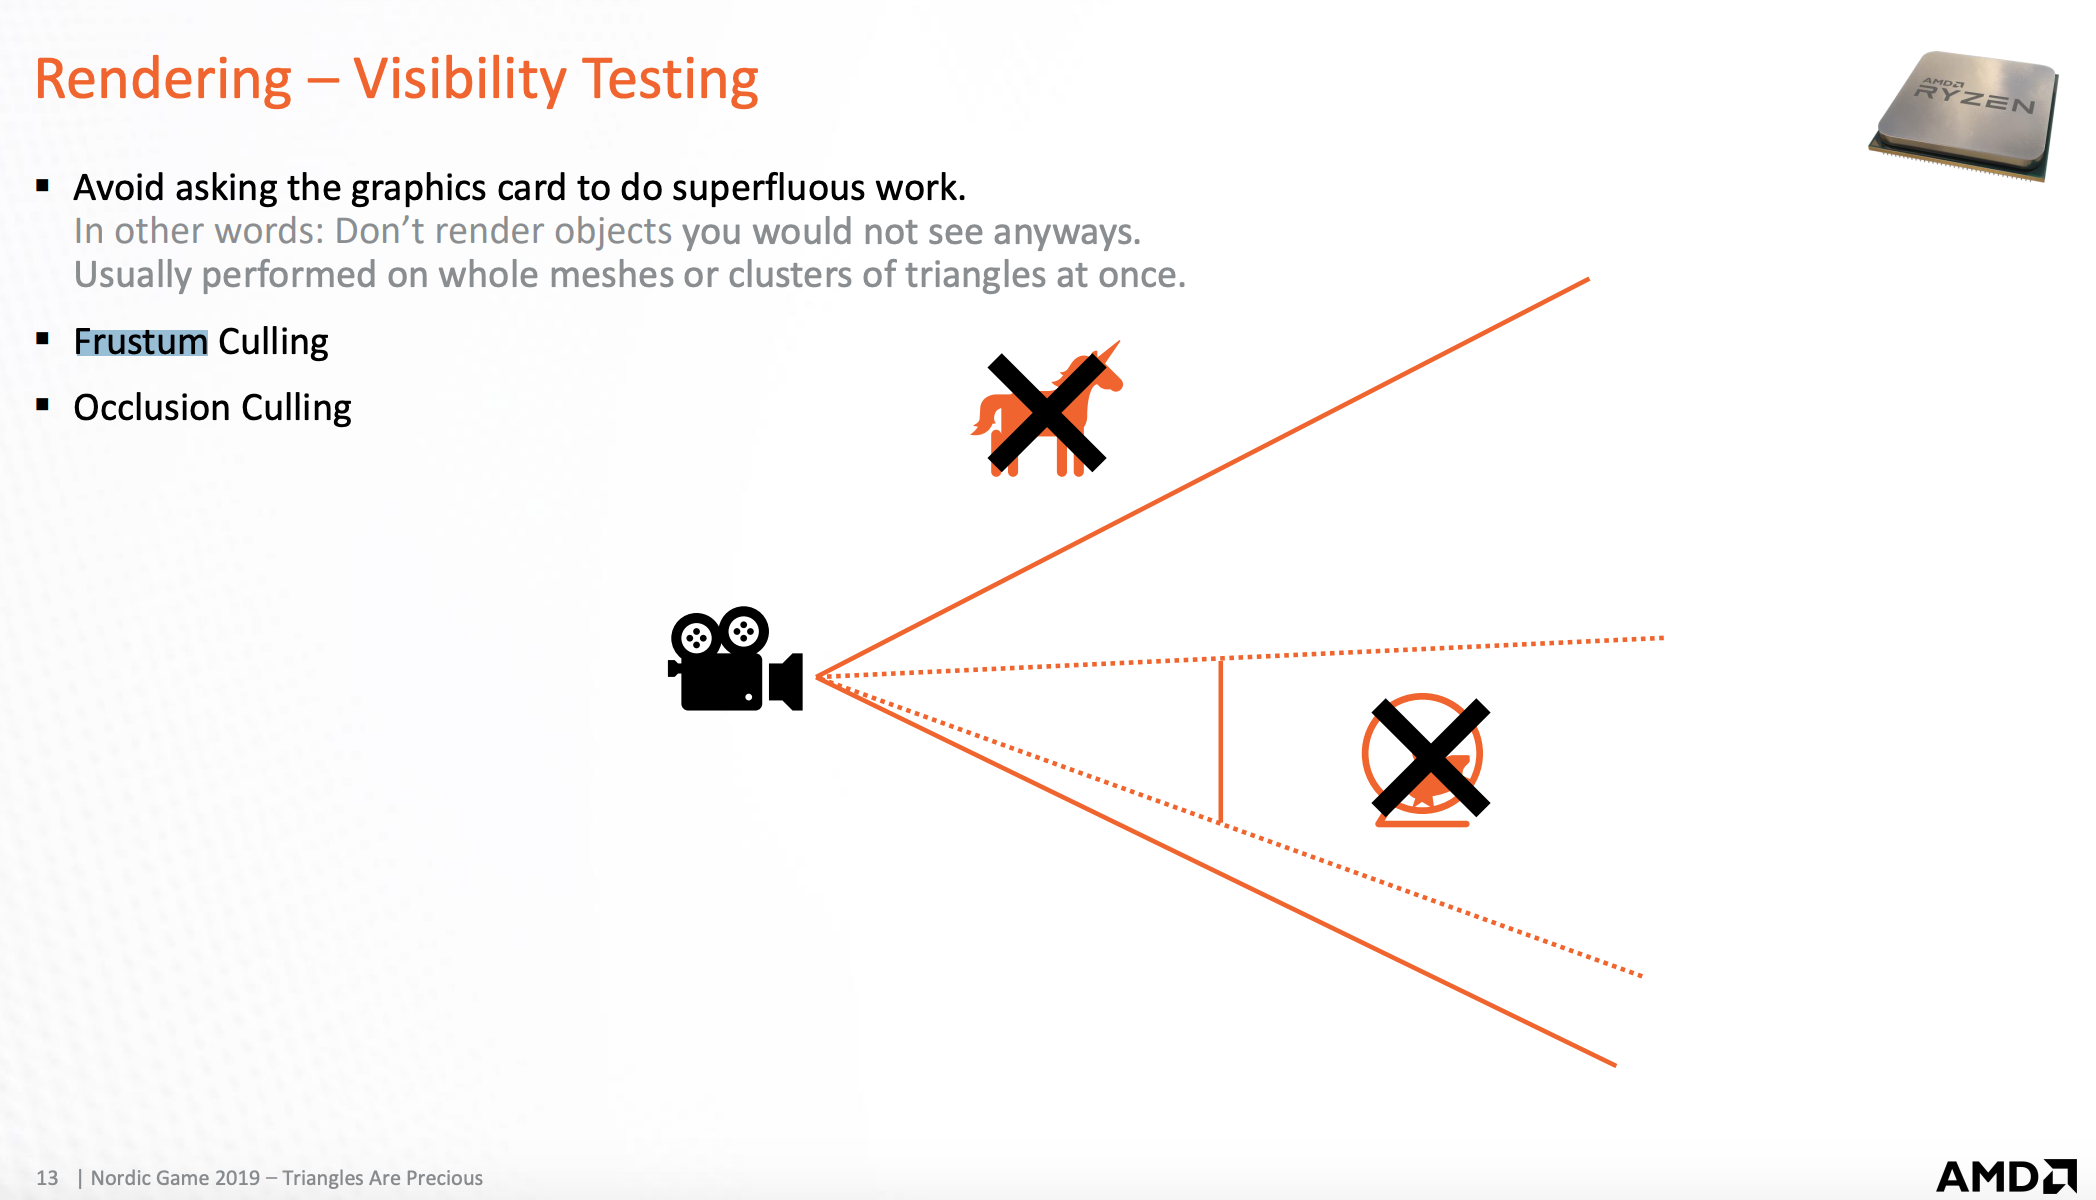 Rendering – Visibility Testing
AMD
RYZEN
▪ Avoid asking the graphics card to do superfluous work.
In other words: Don’t render objects you would not see anyways.
Usually performed on whole meshes or clusters of triangles at once.
▪ Frustum Culling
▪ Occlusion Culling
13 | Nordic Game 2019 – Triangles Are Precious
AMD